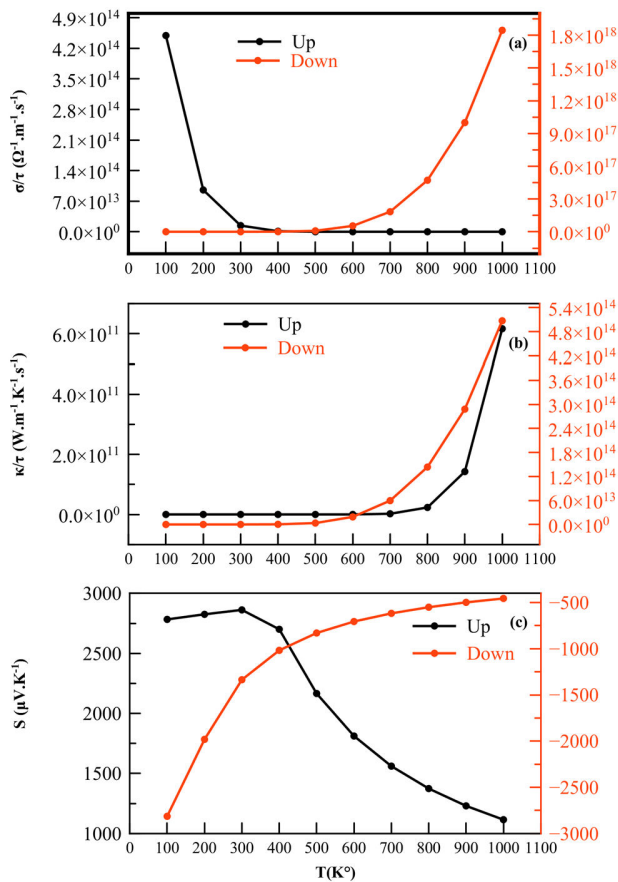 4.9×10¹⁴
4.2×10¹⁴
3.5×10¹⁴
2.8×10¹⁴
2.1×10¹⁴
1.4×10¹⁴
7.0×10¹³
0.0×10⁰
σ/τ (Ω⁻¹.m⁻¹.s⁻¹)
Up
Down
(a)
1.8×10¹⁸
1.5×10¹⁸
1.2×10¹⁸
9.0×10¹⁷
6.0×10¹⁷
3.0×10¹⁷
0.0×10⁰
0 100 200 300 400 500 600 700 800 900 1000 1100
6.0×10¹¹
4.0×10¹¹
2.0×10¹¹
0.0×10⁰
κ/τ (W.m⁻¹.K⁻¹.s⁻¹)
Up
Down
(b)
5.4×10¹⁴
4.8×10¹⁴
4.2×10¹⁴
3.6×10¹⁴
3.0×10¹⁴
2.4×10¹⁴
1.8×10¹⁴
1.2×10¹⁴
6.0×10¹³
0.0×10⁰
0 100 200 300 400 500 600 700 800 900 1000 1100
3000
2500
2000
1500
1000
S (μV.K⁻¹)
Up
Down
(c)
−500
−1000
−1500
−2000
−2500
−3000
0 100 200 300 400 500 600 700 800 900 1000 1100
T(K°)